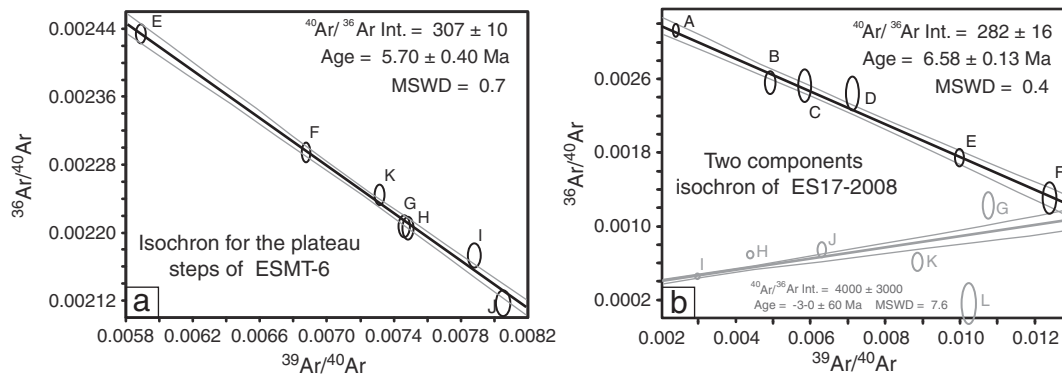 ⁴⁰Ar/³⁶Ar Int. = 307 ± 10
Age = 5.70 ± 0.40 Ma
MSWD = 0.7
E
F
K
G
H
I
J
Isochron for the plateau
steps of ESMT-6
a
³⁶Ar/⁴⁰Ar
0.00244
0.00236
0.00228
0.00220
0.00212
0.0058
0.0062
0.0066
0.0070
0.0074
0.0078
0.0082
³⁹Ar/⁴⁰Ar
⁴⁰Ar/³⁶Ar Int. = 282 ± 16
Age = 6.58 ± 0.13 Ma
MSWD = 0.4
A
B
C
D
E
F
Two components
isochron of ES17-2008
G
H
I
J
K
L
⁴⁰Ar/³⁶Ar Int. = 4000 ± 3000
Age = -3-0 ± 60 Ma MSWD = 7.6
b
³⁶Ar/⁴⁰Ar
0.0026
0.0018
0.0010
0.0002
0.002
0.004
0.006
0.008
0.010
0.012
³⁹Ar/⁴⁰Ar